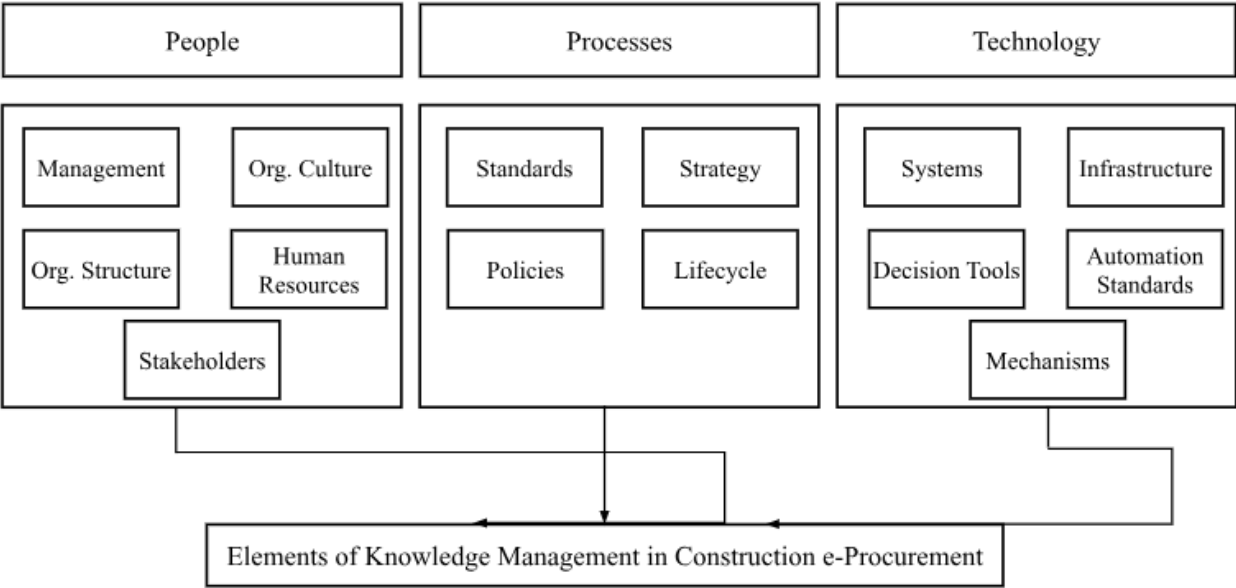 People
Processes
Technology
Management
Org. Culture
Org. Structure
Human
Resources
Stakeholders
Standards
Strategy
Policies
Lifecycle
Systems
Infrastructure
Decision Tools
Automation
Standards
Mechanisms
Elements of Knowledge Management in Construction e-Procurement